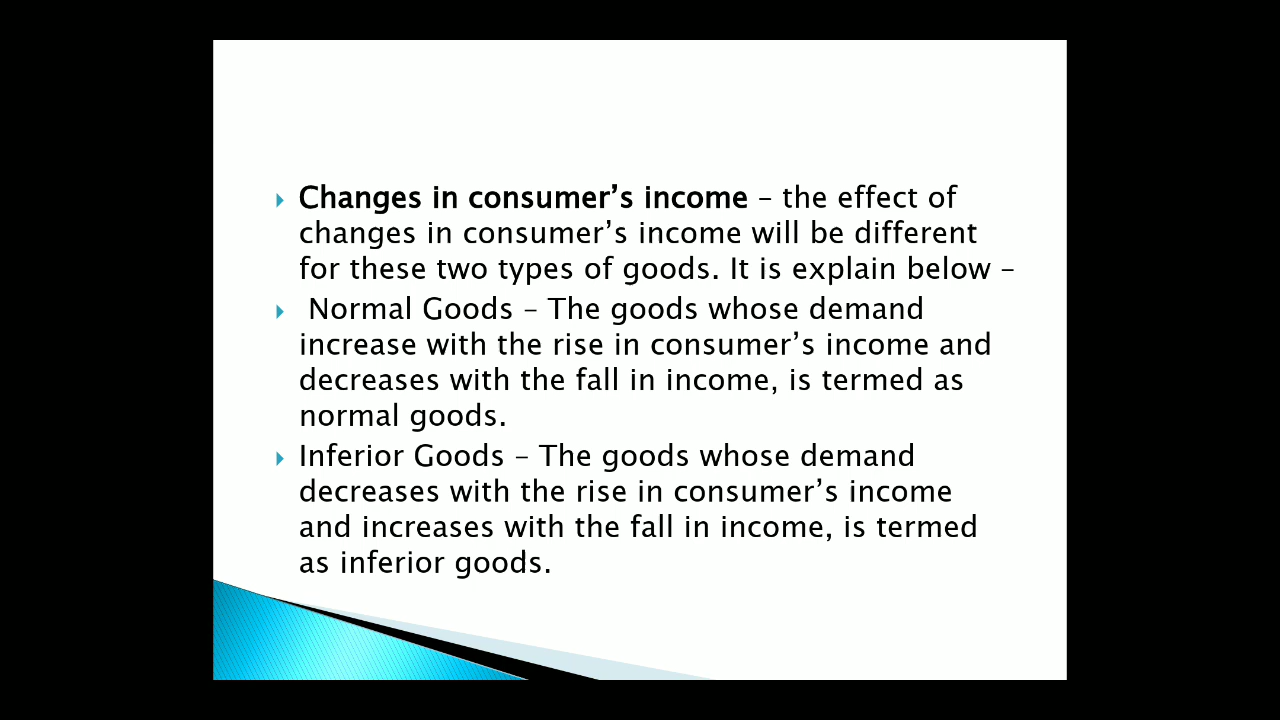 Changes in consumer’s income – the effect of
changes in consumer’s income will be different
for these two types of goods. It is explain below –
Normal Goods – The goods whose demand
increase with the rise in consumer’s income and
decreases with the fall in income, is termed as
normal goods.
Inferior Goods – The goods whose demand
decreases with the rise in consumer’s income
and increases with the fall in income, is termed
as inferior goods.